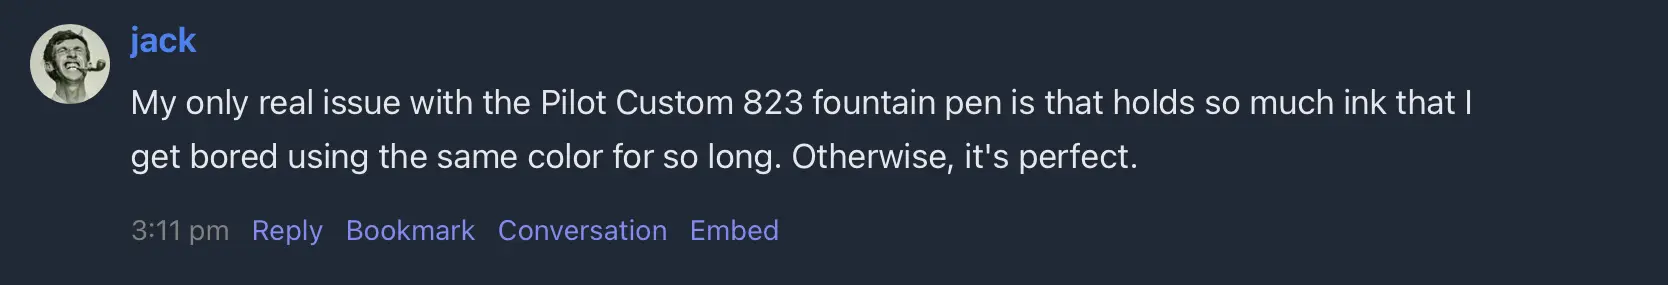 jack
My only real issue with the Pilot Custom 823 fountain pen is that holds so much ink that I
get bored using the same color for so long. Otherwise, it's perfect.
3:11 pm Reply Bookmark Conversation Embed